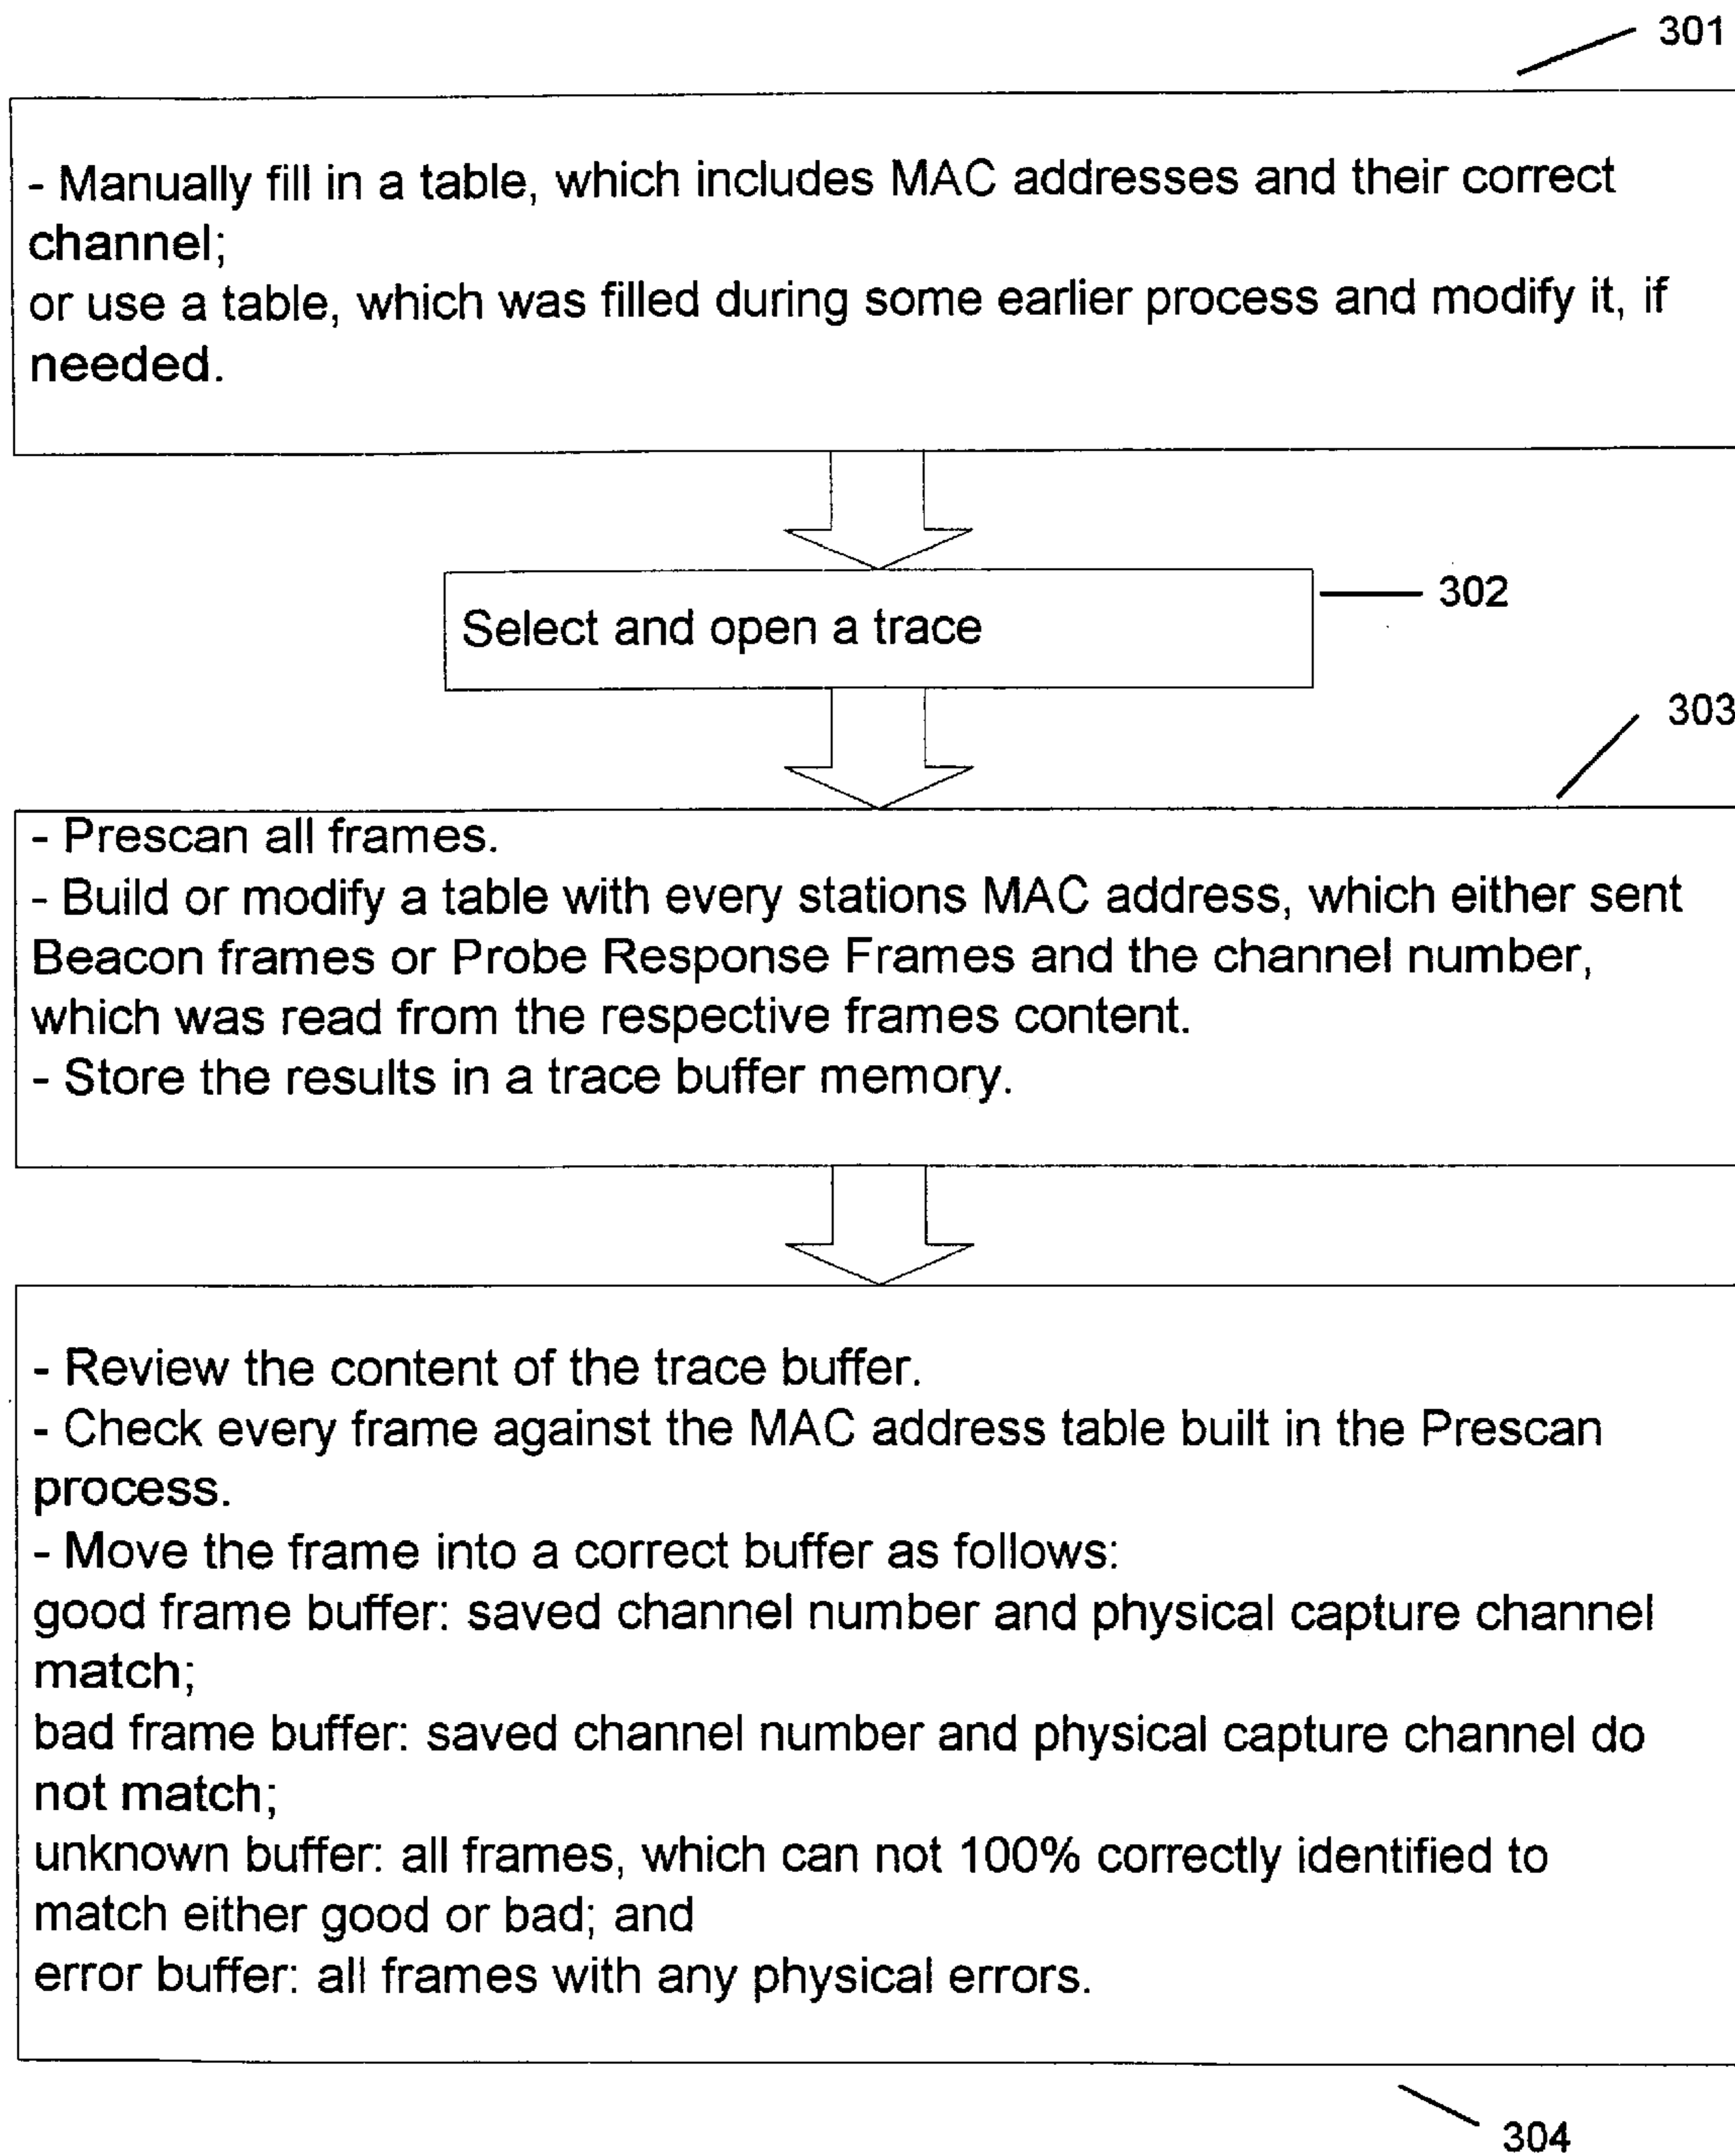 301
- Manually fill in a table, which includes MAC addresses and their correct
channel;
or use a table, which was filled during some earlier process and modify it, if
needed.
302
Select and open a trace
303
- Prescan all frames.
- Build or modify a table with every stations MAC address, which either sent
Beacon frames or Probe Response Frames and the channel number,
which was read from the respective frames content.
- Store the results in a trace buffer memory.
- Review the content of the trace buffer.
- Check every frame against the MAC address table built in the Prescan
process.
- Move the frame into a correct buffer as follows:
good frame buffer: saved channel number and physical capture channel
match;
bad frame buffer: saved channel number and physical capture channel do
not match;
unknown buffer: all frames, which can not 100% correctly identified to
match either good or bad; and
error buffer: all frames with any physical errors.
304